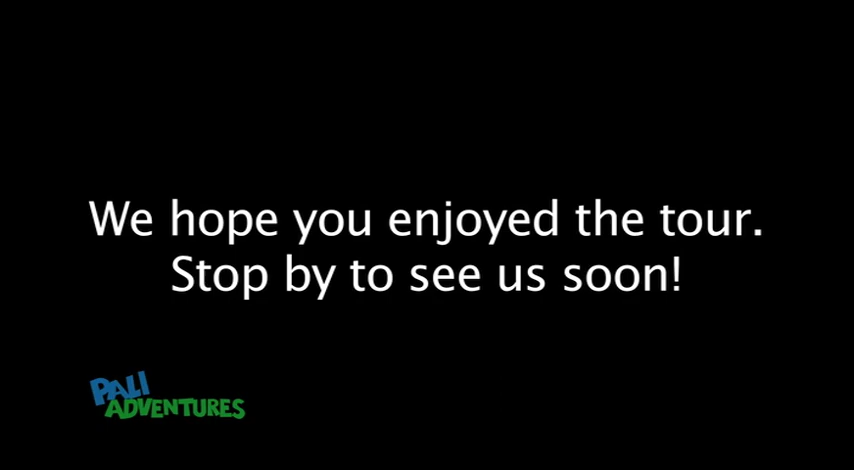 We hope you enjoyed the tour.
Stop by to see us soon!
PALI
ADVENTURES